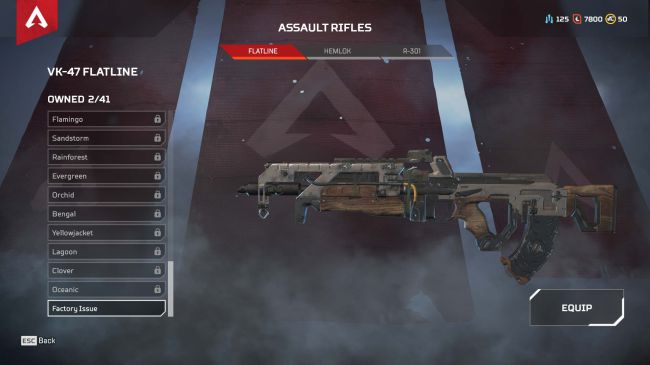 ASSAULT RIFLES
125 7800 50
FLATLINE HEMLOK R-301
VK-47 FLATLINE
OWNED 2/41
Flamingo
Sandstorm
Rainforest
Evergreen
Orchid
Bengal
Yellowjacket
Lagoon
Clover
Oceanic
Factory Issue
EQUIP
ESC Back